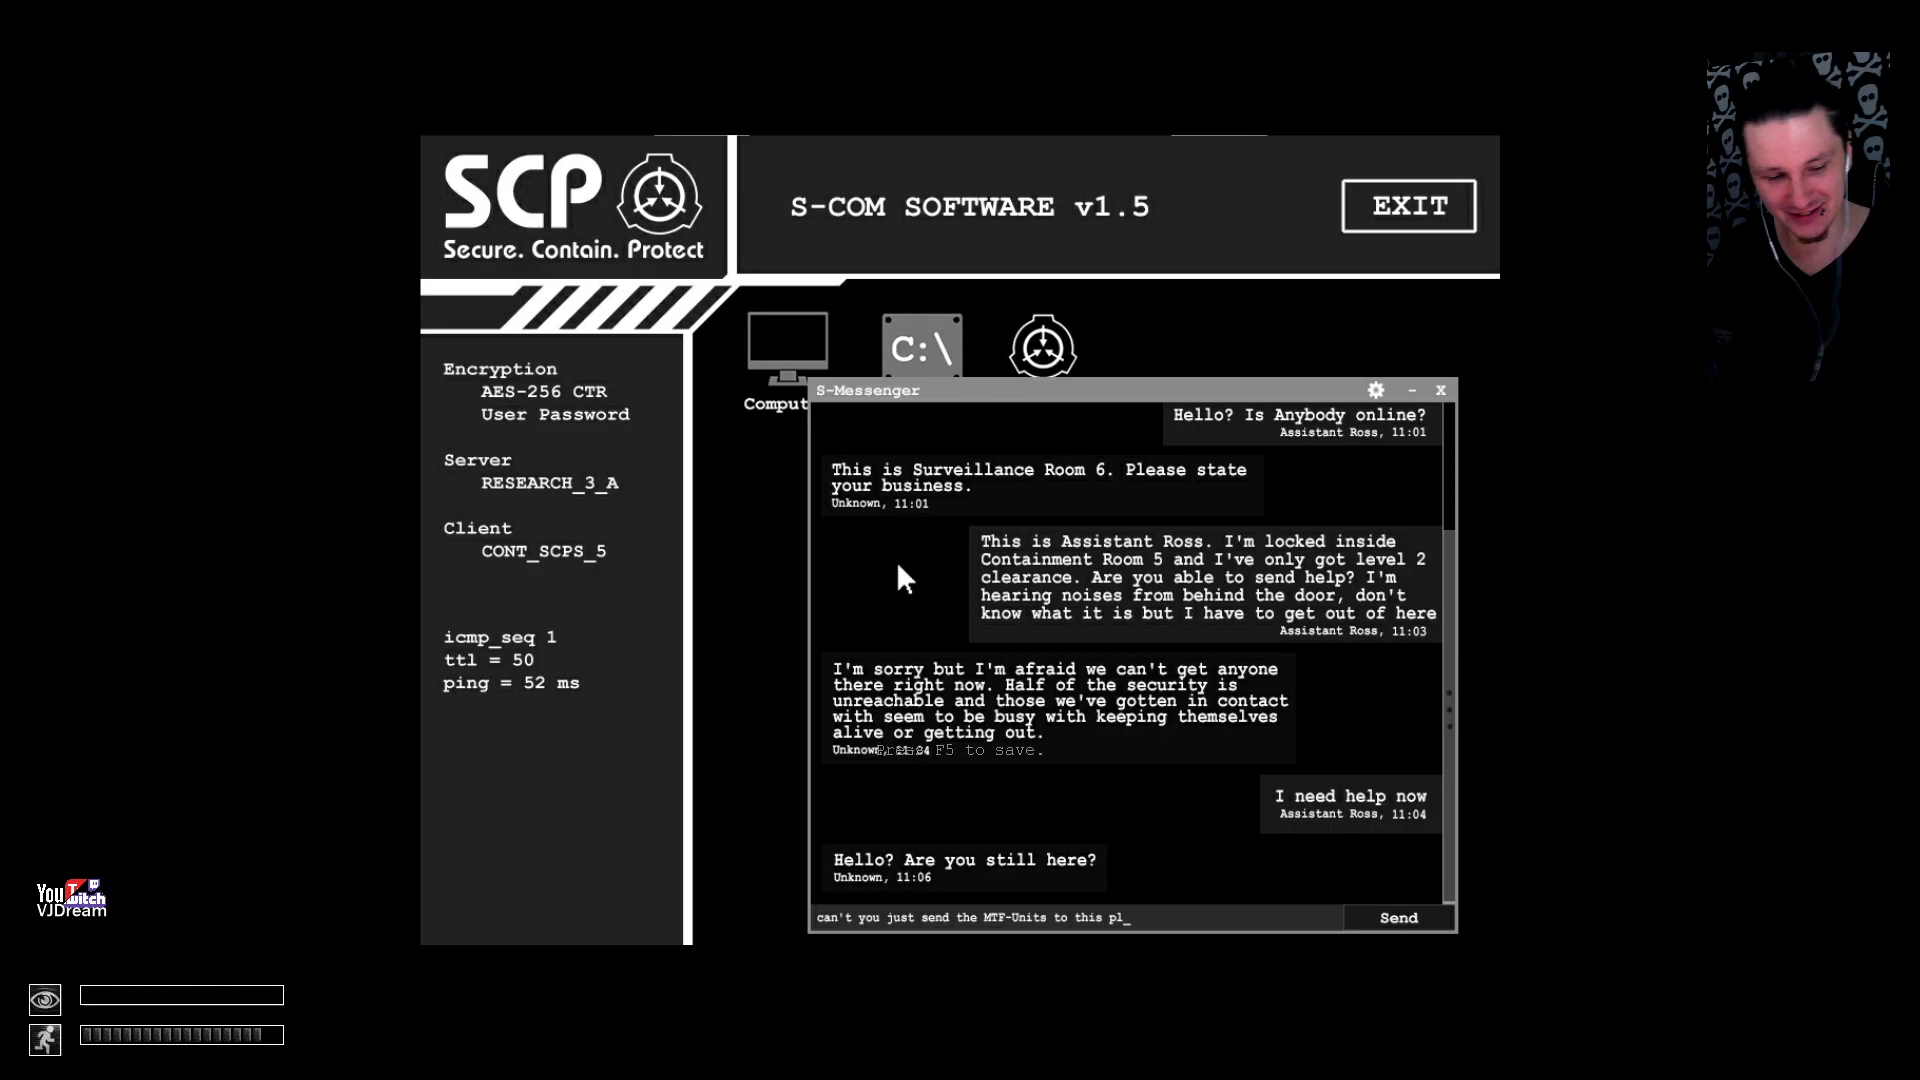 SCP
Secure. Contain. Protect
S-COM SOFTWARE v1.5
EXIT
Encryption
AES-256 CTR
User Password
Server
RESEARCH_3_A
Client
CONT_SCPS_5
icmp_seq 1
ttl = 50
ping = 52 ms
C:\
Comput
S-Messenger
- X
Hello? Is Anybody online?
Assistant Ross, 11:01
This is Surveillance Room 6. Please state
your business.
Unknown, 11:01
This is Assistant Ross. I'm locked inside
Containment Room 5 and I've only got level 2
clearance. Are you able to send help? I'm
hearing noises from behind the door, don't
know what it is but I have to get out of here
Assistant Ross, 11:03
I'm sorry but I'm afraid we can't get anyone
there right now. Half of the security is
unreachable and those we've gotten in contact
with seem to be busy with keeping themselves
alive or getting out.
Unknown, 11:04
Press F5 to save.
I need help now
Assistant Ross, 11:04
Hello? Are you still here?
Unknown, 11:06
can't you just send the MTF-Units to this pl_
Send
You Twitch
VJDream